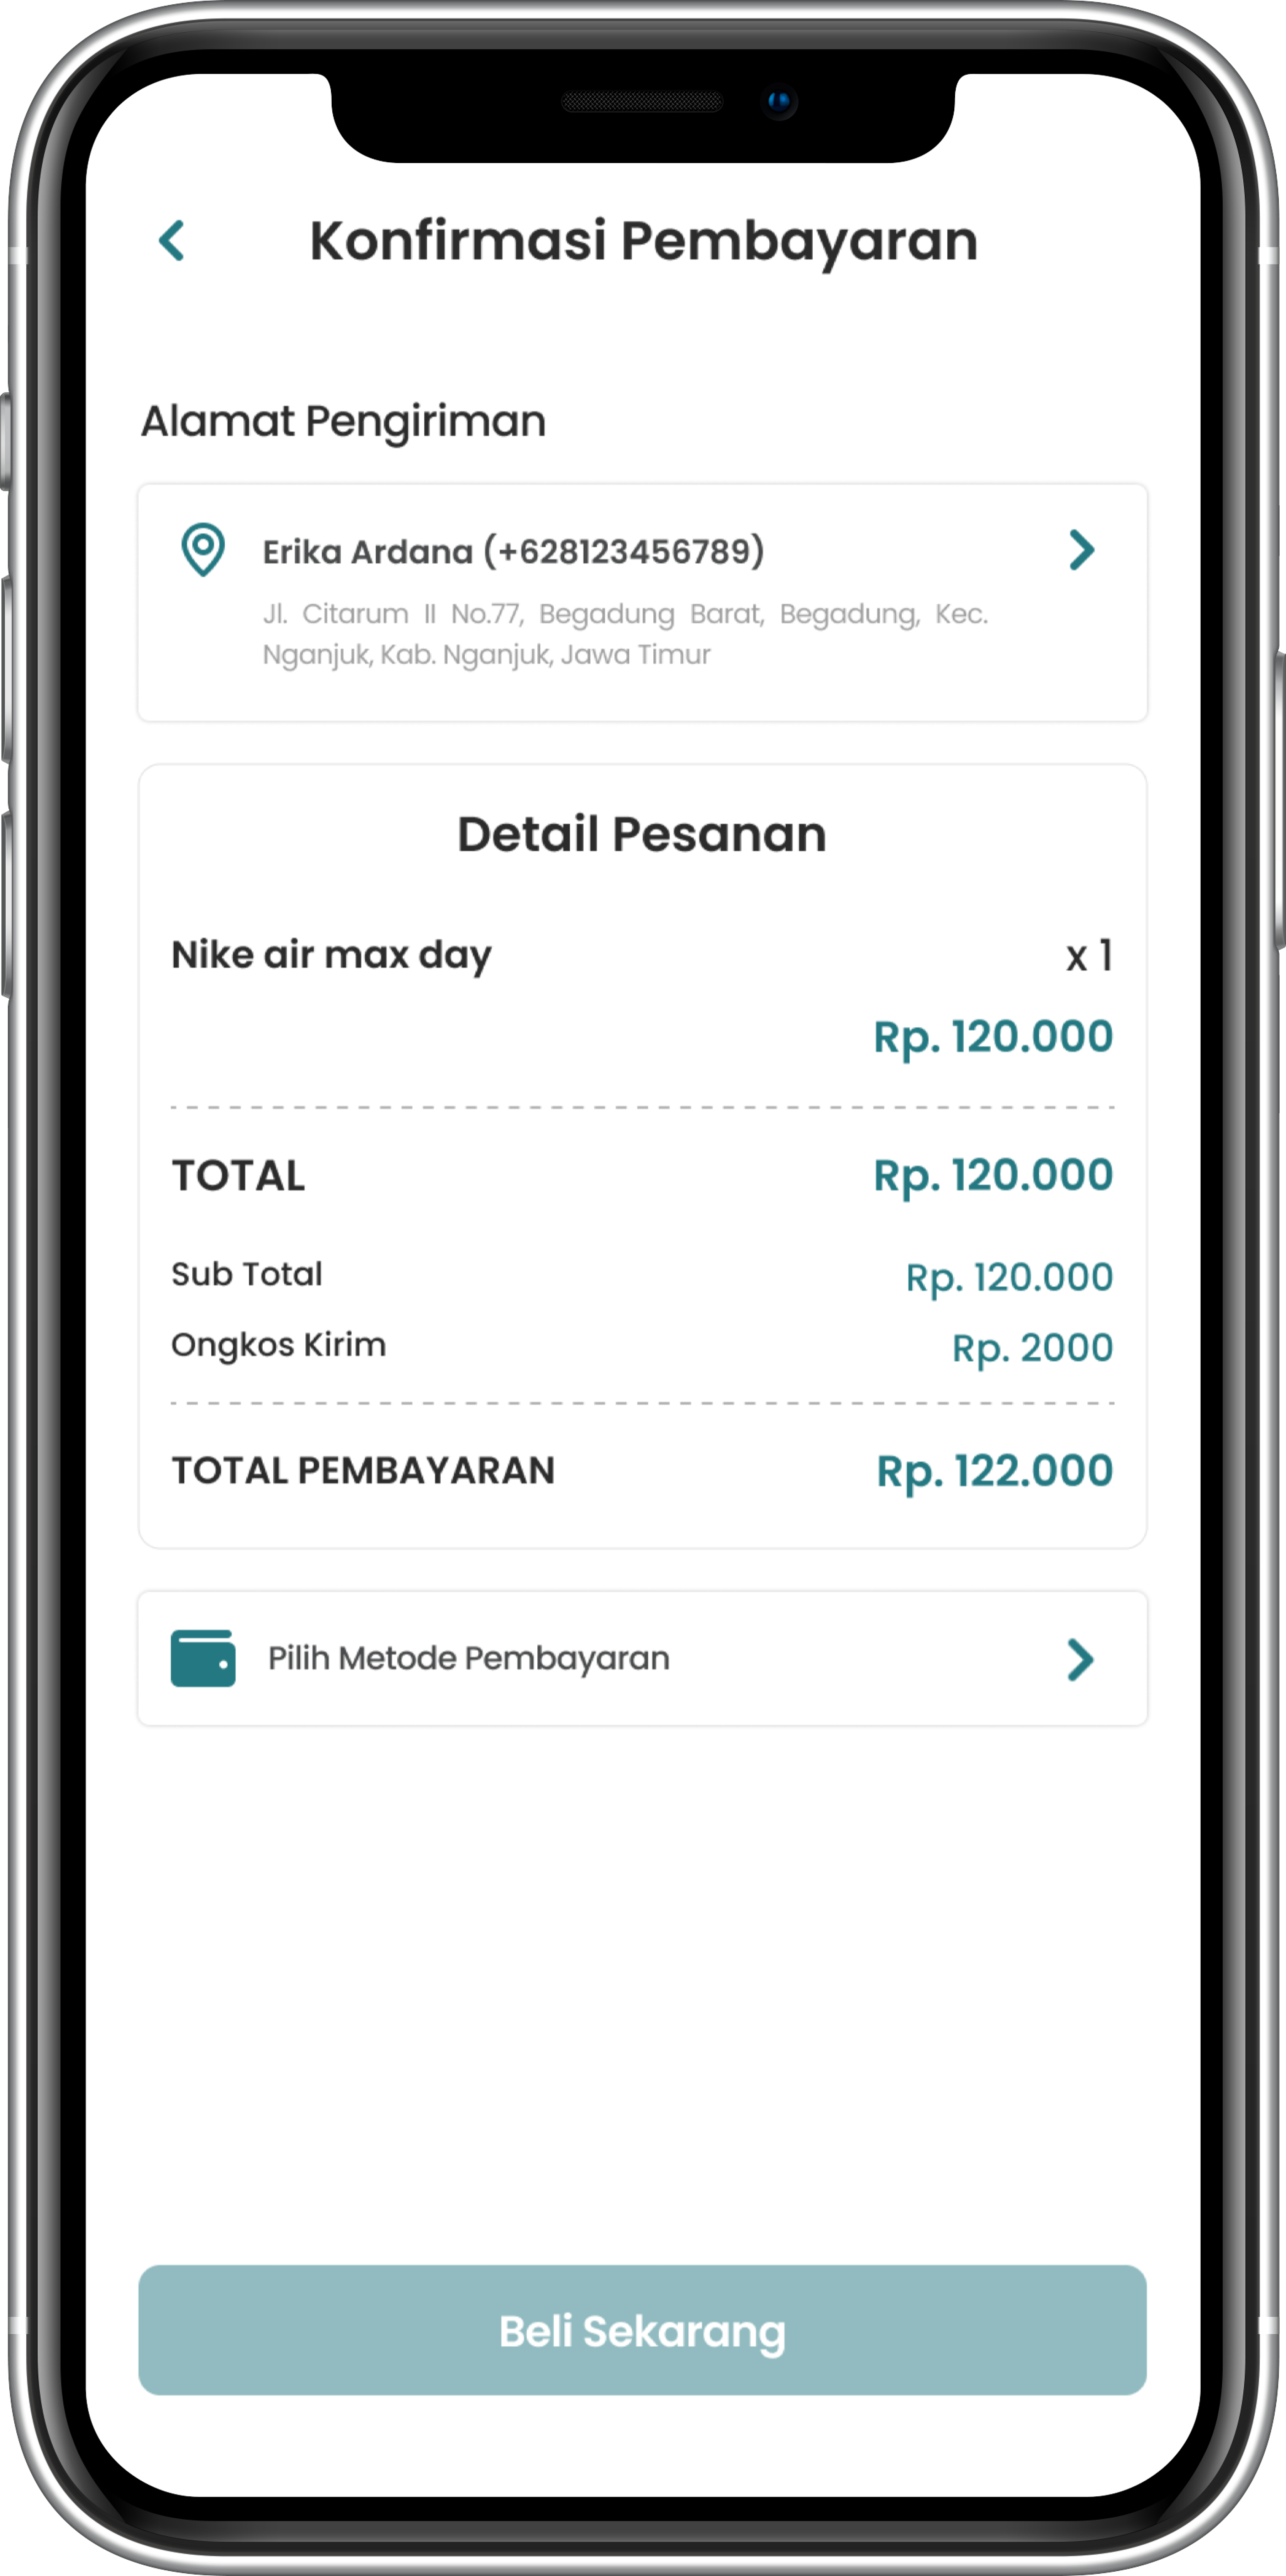 Konfirmasi Pembayaran
Alamat Pengiriman
Erika Ardana (+628123456789)
Jl. Citarum II No.77, Begadung Barat, Begadung, Kec.
Nganjuk, Kab. Nganjuk, Jawa Timur
Detail Pesanan
Nike air max day x 1
Rp. 120.000
TOTAL Rp. 120.000
Sub Total Rp. 120.000
Ongkos Kirim Rp. 2000
TOTAL PEMBAYARAN Rp. 122.000
Pilih Metode Pembayaran
Beli Sekarang